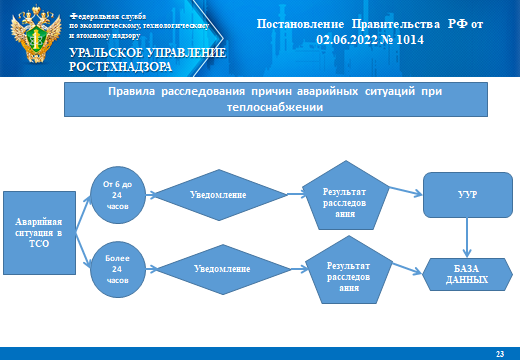 Федеральная служба
по экологическому, технологическому
и атомному надзору
УРАЛЬСКОЕ УПРАВЛЕНИЕ
РОСТЕХНАДЗОРА
Постановление Правительства РФ от
02.06.2022 № 1014
Правила расследования причин аварийных ситуаций при
теплоснабжении
Аварийная
ситуация в
ТСО
От 6 до
24
часов
Уведомление
Результат
расследов
ания
УУР
Более
24
часов
Уведомление
Результат
расследов
ания
БАЗА
ДАННЫХ
23